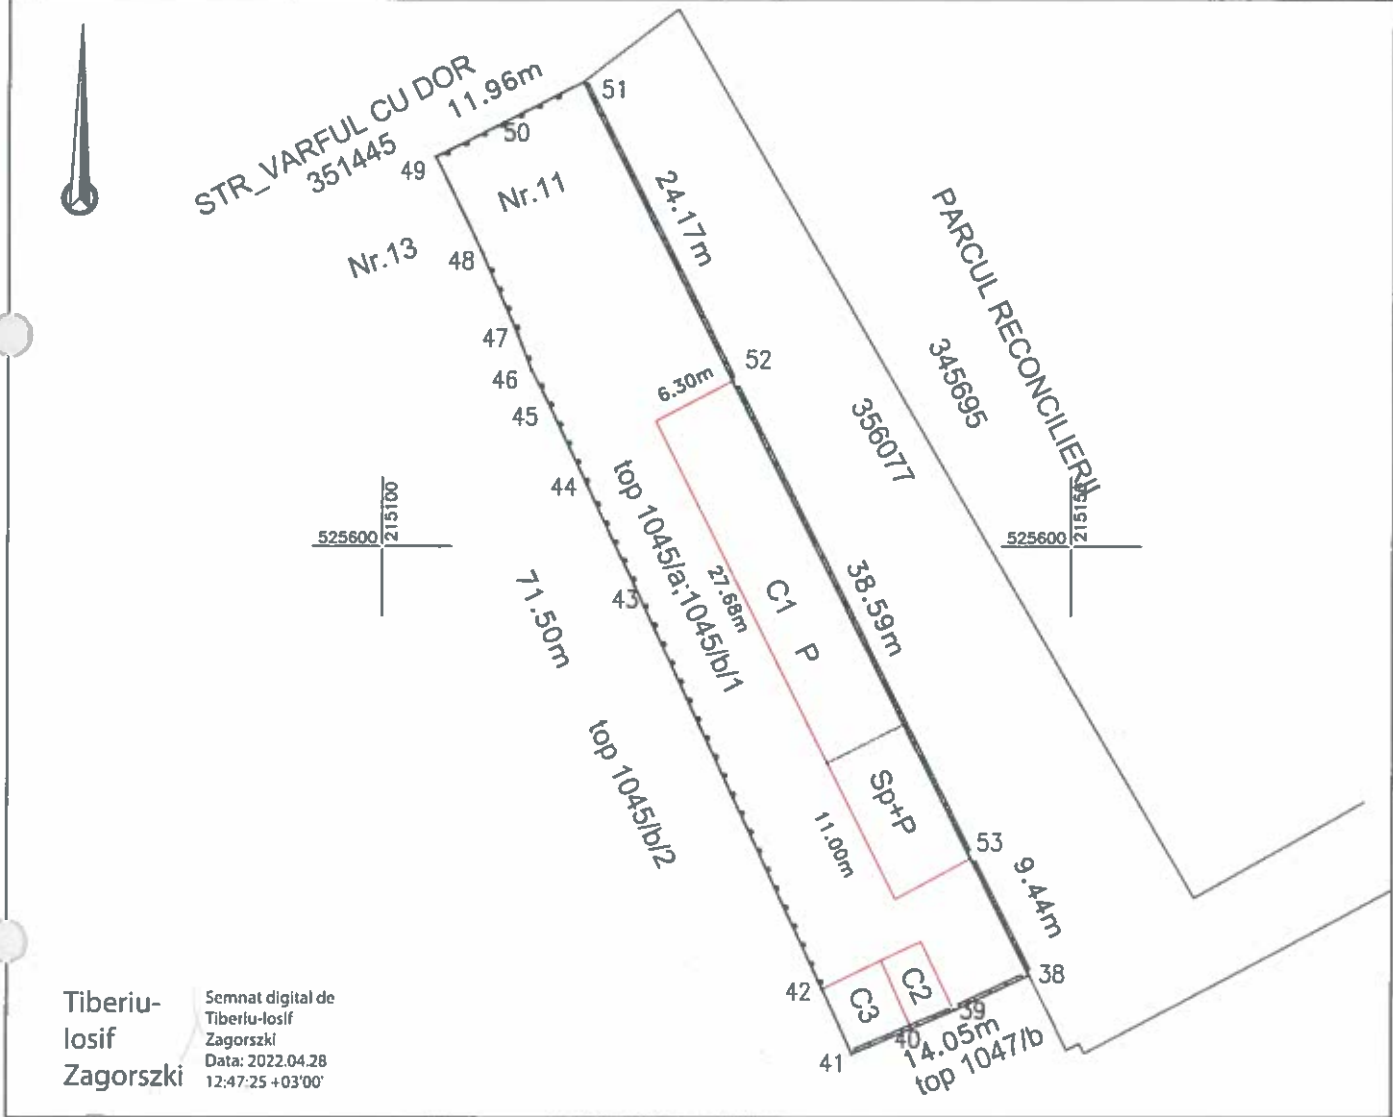 STR_VARFUL CU DOR
351445
11.96m
51
50
49
Nr.11
Nr.13
48
24.17m
PARCUL RECONCILIERII
47
52
46
6.30m
345695
45
356077
44
top 1045/a;1045/b/1
215100
525600
215150
525600
43
27.68m
C1
P
38.59m
71.50m
top 1045/b/2
Sp+P
11.00m
53
9.44m
42
C3
C2
38
39
40
41
14.05m
top 1047/b
Tiberiu-
Iosif
Zagorszki
Semnat digital de
Tiberiu-Iosif
Zagorszki
Data: 2022.04.28
12:47:25 +03'00'